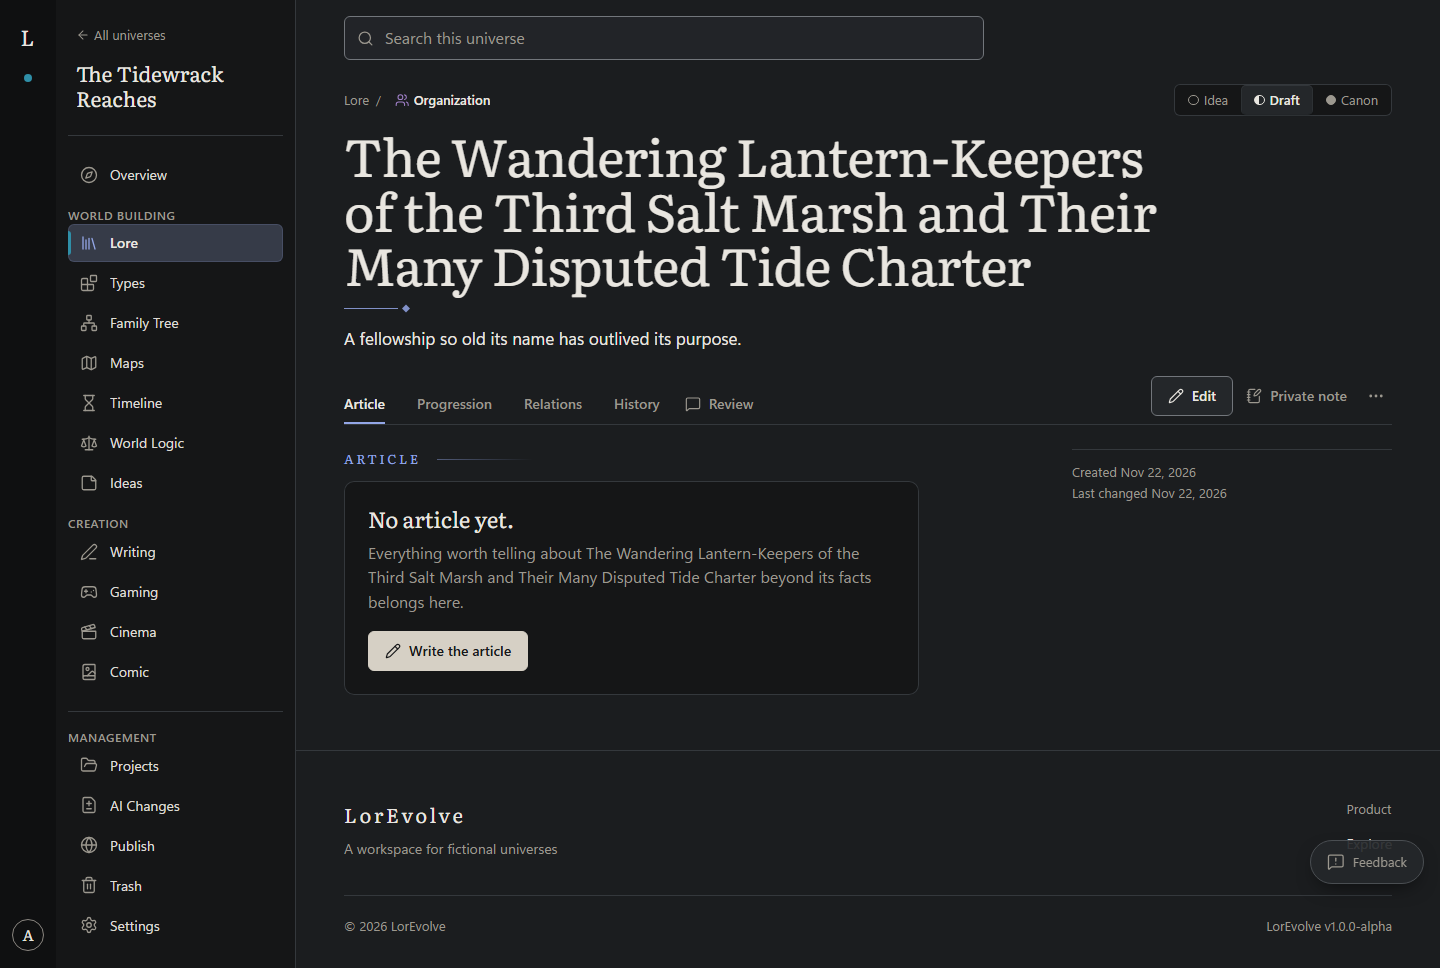 L
← All universes
The Tidewrack
Reaches
Overview
WORLD BUILDING
Lore
Types
Family Tree
Maps
Timeline
World Logic
Ideas
CREATION
Writing
Gaming
Cinema
Comic
MANAGEMENT
Projects
AI Changes
Publish
Trash
Settings
A
Search this universe
Lore / Organization
Idea Draft Canon
The Wandering Lantern-Keepers
of the Third Salt Marsh and Their
Many Disputed Tide Charter
A fellowship so old its name has outlived its purpose.
Article Progression Relations History Review
Edit Private note
ARTICLE
No article yet.
Everything worth telling about The Wandering Lantern-Keepers of the
Third Salt Marsh and Their Many Disputed Tide Charter beyond its facts
belongs here.
Write the article
Created Nov 22, 2026
Last changed Nov 22, 2026
LorEvolve
A workspace for fictional universes
Product
Explore
Feedback
© 2026 LorEvolve
LorEvolve v1.0.0-alpha